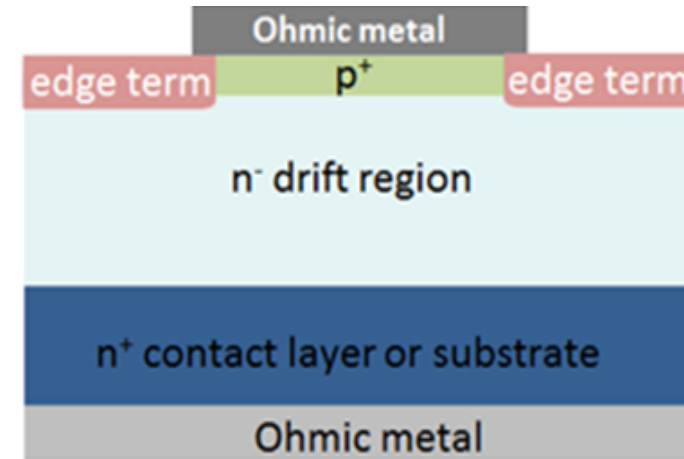 Ohmic metal
edge term p⁺ edge term
n⁻ drift region
n⁺ contact layer or substrate
Ohmic metal